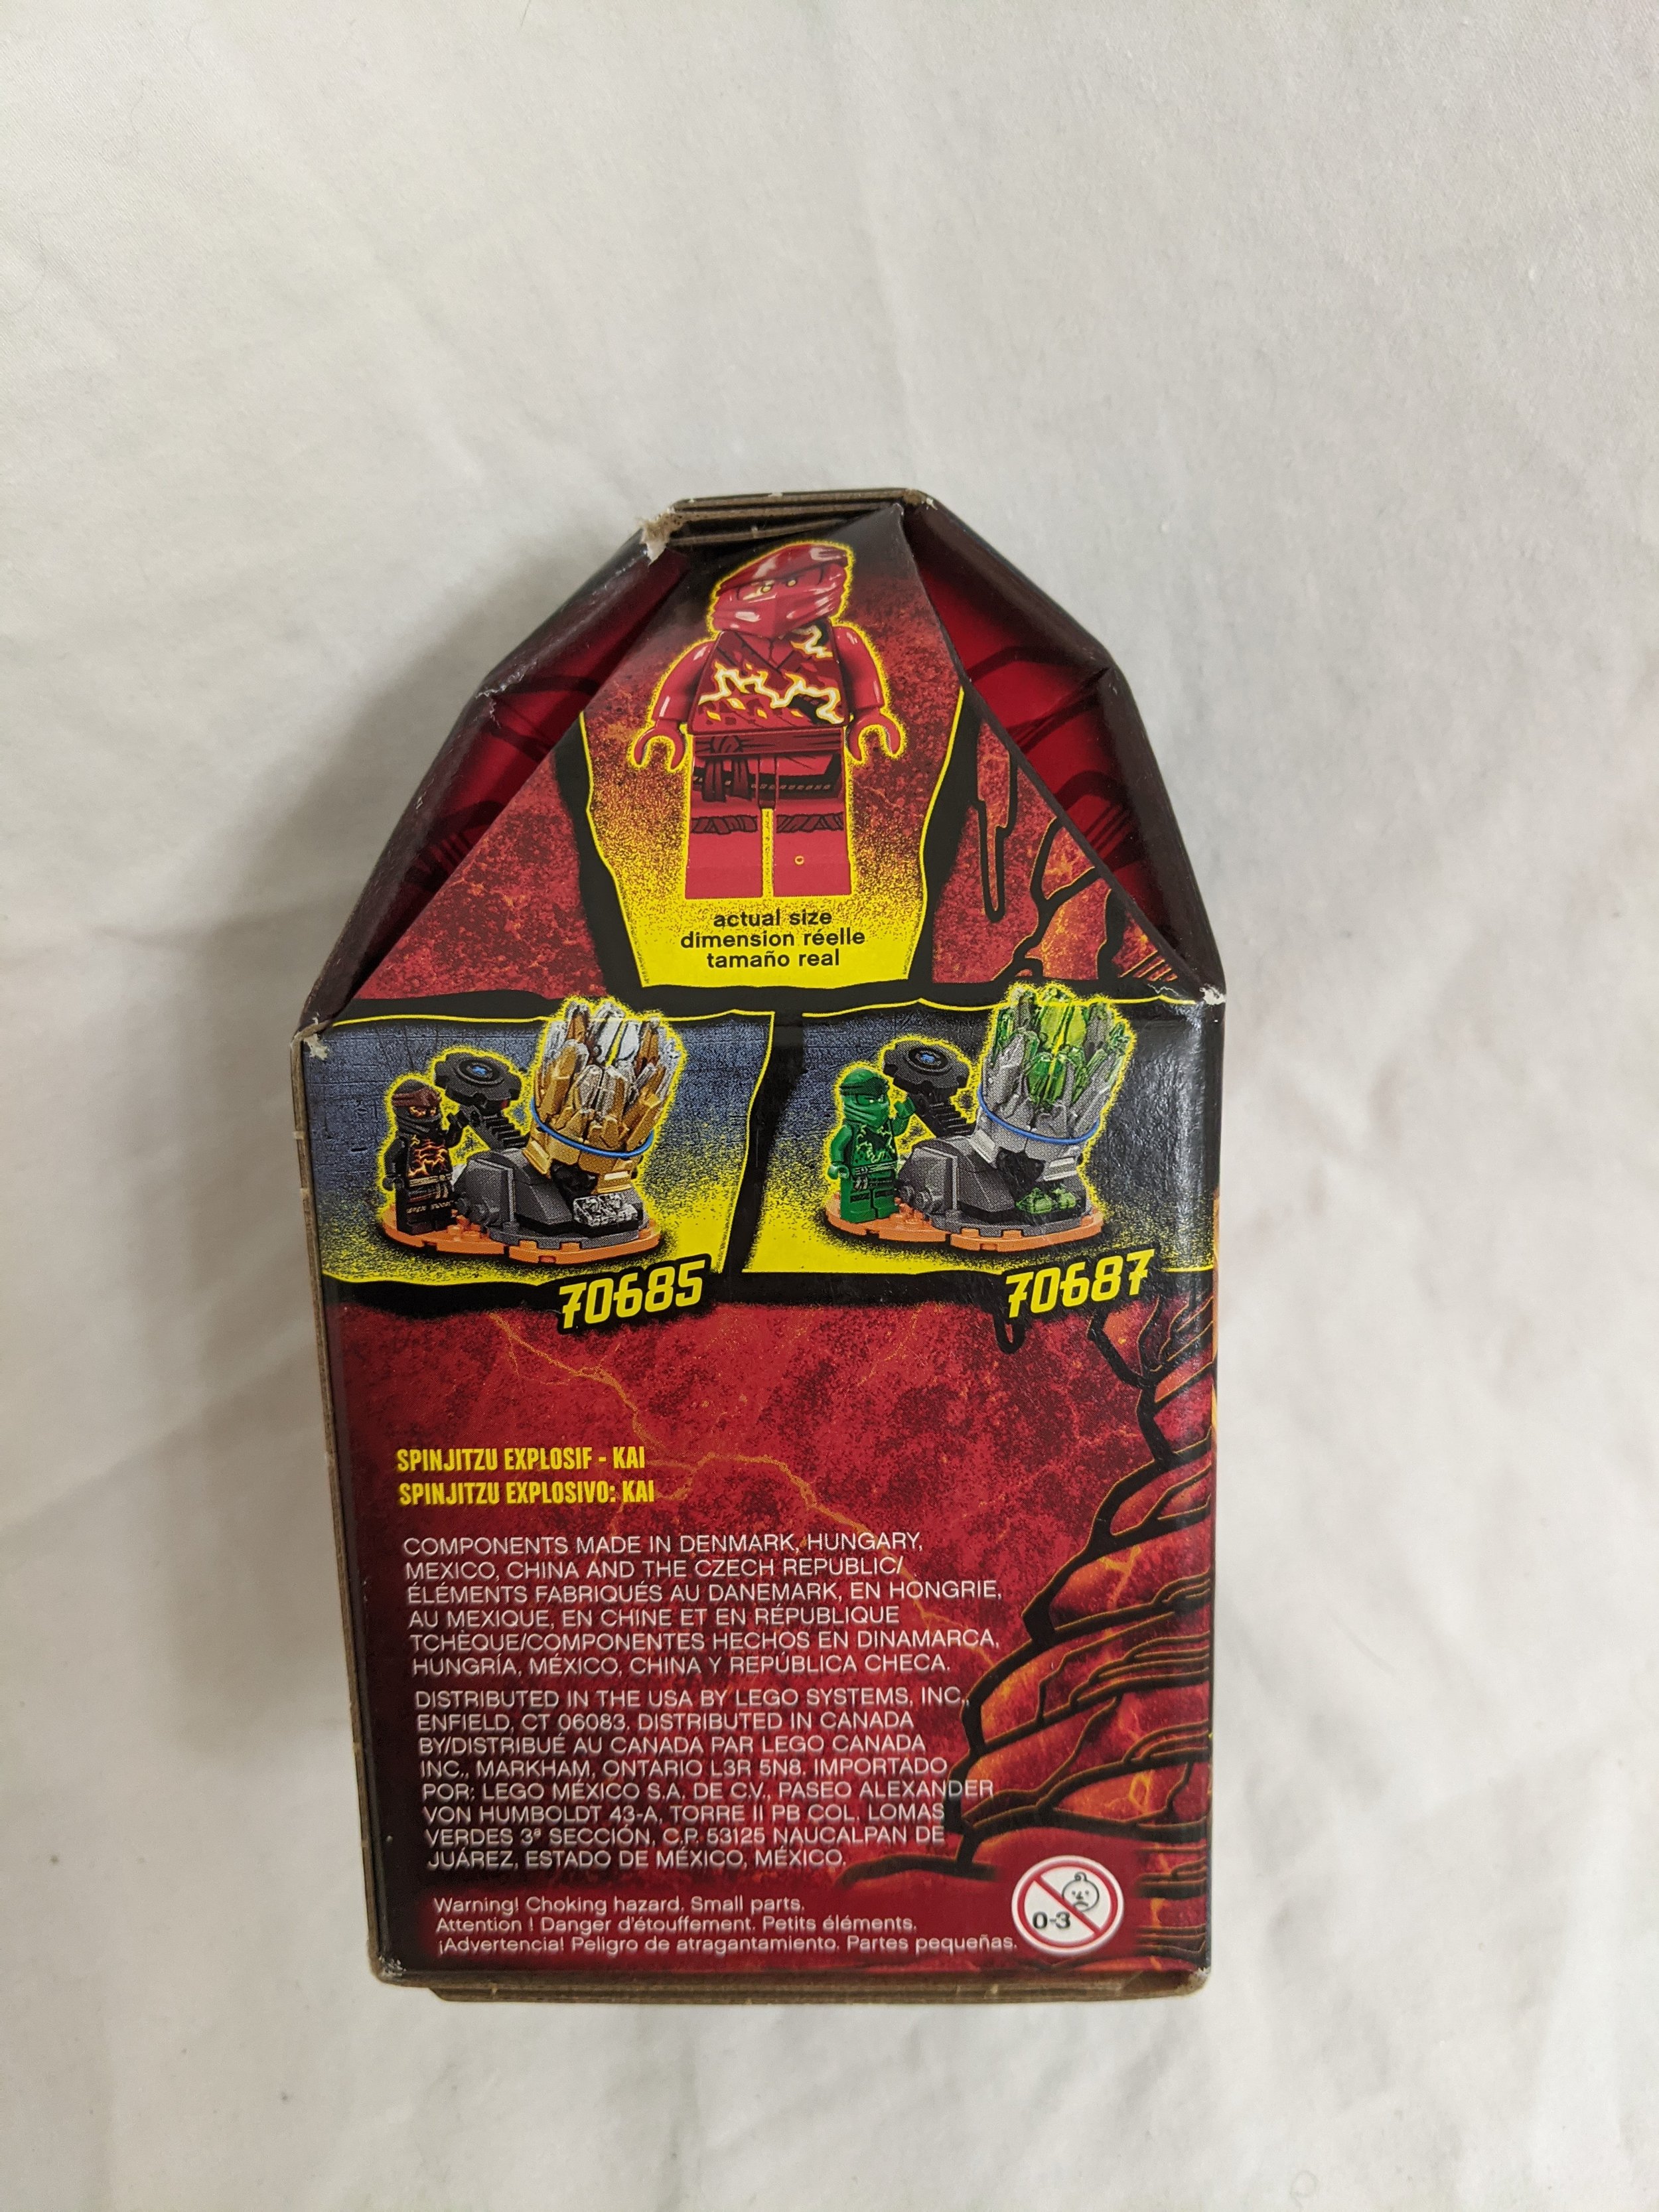 actual size
dimension réelle
tamaño real
70685
70687
SPINJITZU EXPLOSIF - KAI
SPINJITZU EXPLOSIVO: KAI
COMPONENTS MADE IN DENMARK, HUNGARY,
MEXICO, CHINA AND THE CZECH REPUBLIC/
ÉLÉMENTS FABRIQUÉS AU DANEMARK, EN HONGRIE,
AU MEXIQUE, EN CHINE ET EN RÉPUBLIQUE
TCHÈQUE/COMPONENTES HECHOS EN DINAMARCA,
HUNGRÍA, MÉXICO, CHINA Y REPÚBLICA CHECA.
DISTRIBUTED IN THE USA BY LEGO SYSTEMS, INC.,
ENFIELD, CT 06083. DISTRIBUTED IN CANADA
BY/DISTRIBUÉ AU CANADA PAR LEGO CANADA
INC., MARKHAM, ONTARIO L3R 5N8. IMPORTADO
POR: LEGO MÉXICO S.A. DE C.V., PASEO ALEXANDER
VON HUMBOLDT 43-A, TORRE II PB COL. LOMAS
VERDES 3ª SECCIÓN, C.P. 53125 NAUCALPAN DE
JUÁREZ, ESTADO DE MÉXICO, MÉXICO.
Warning! Choking hazard. Small parts.
Attention ! Danger d'étouffement. Petits éléments.
¡Advertencia! Peligro de atragantamiento. Partes pequeñas.
0-3